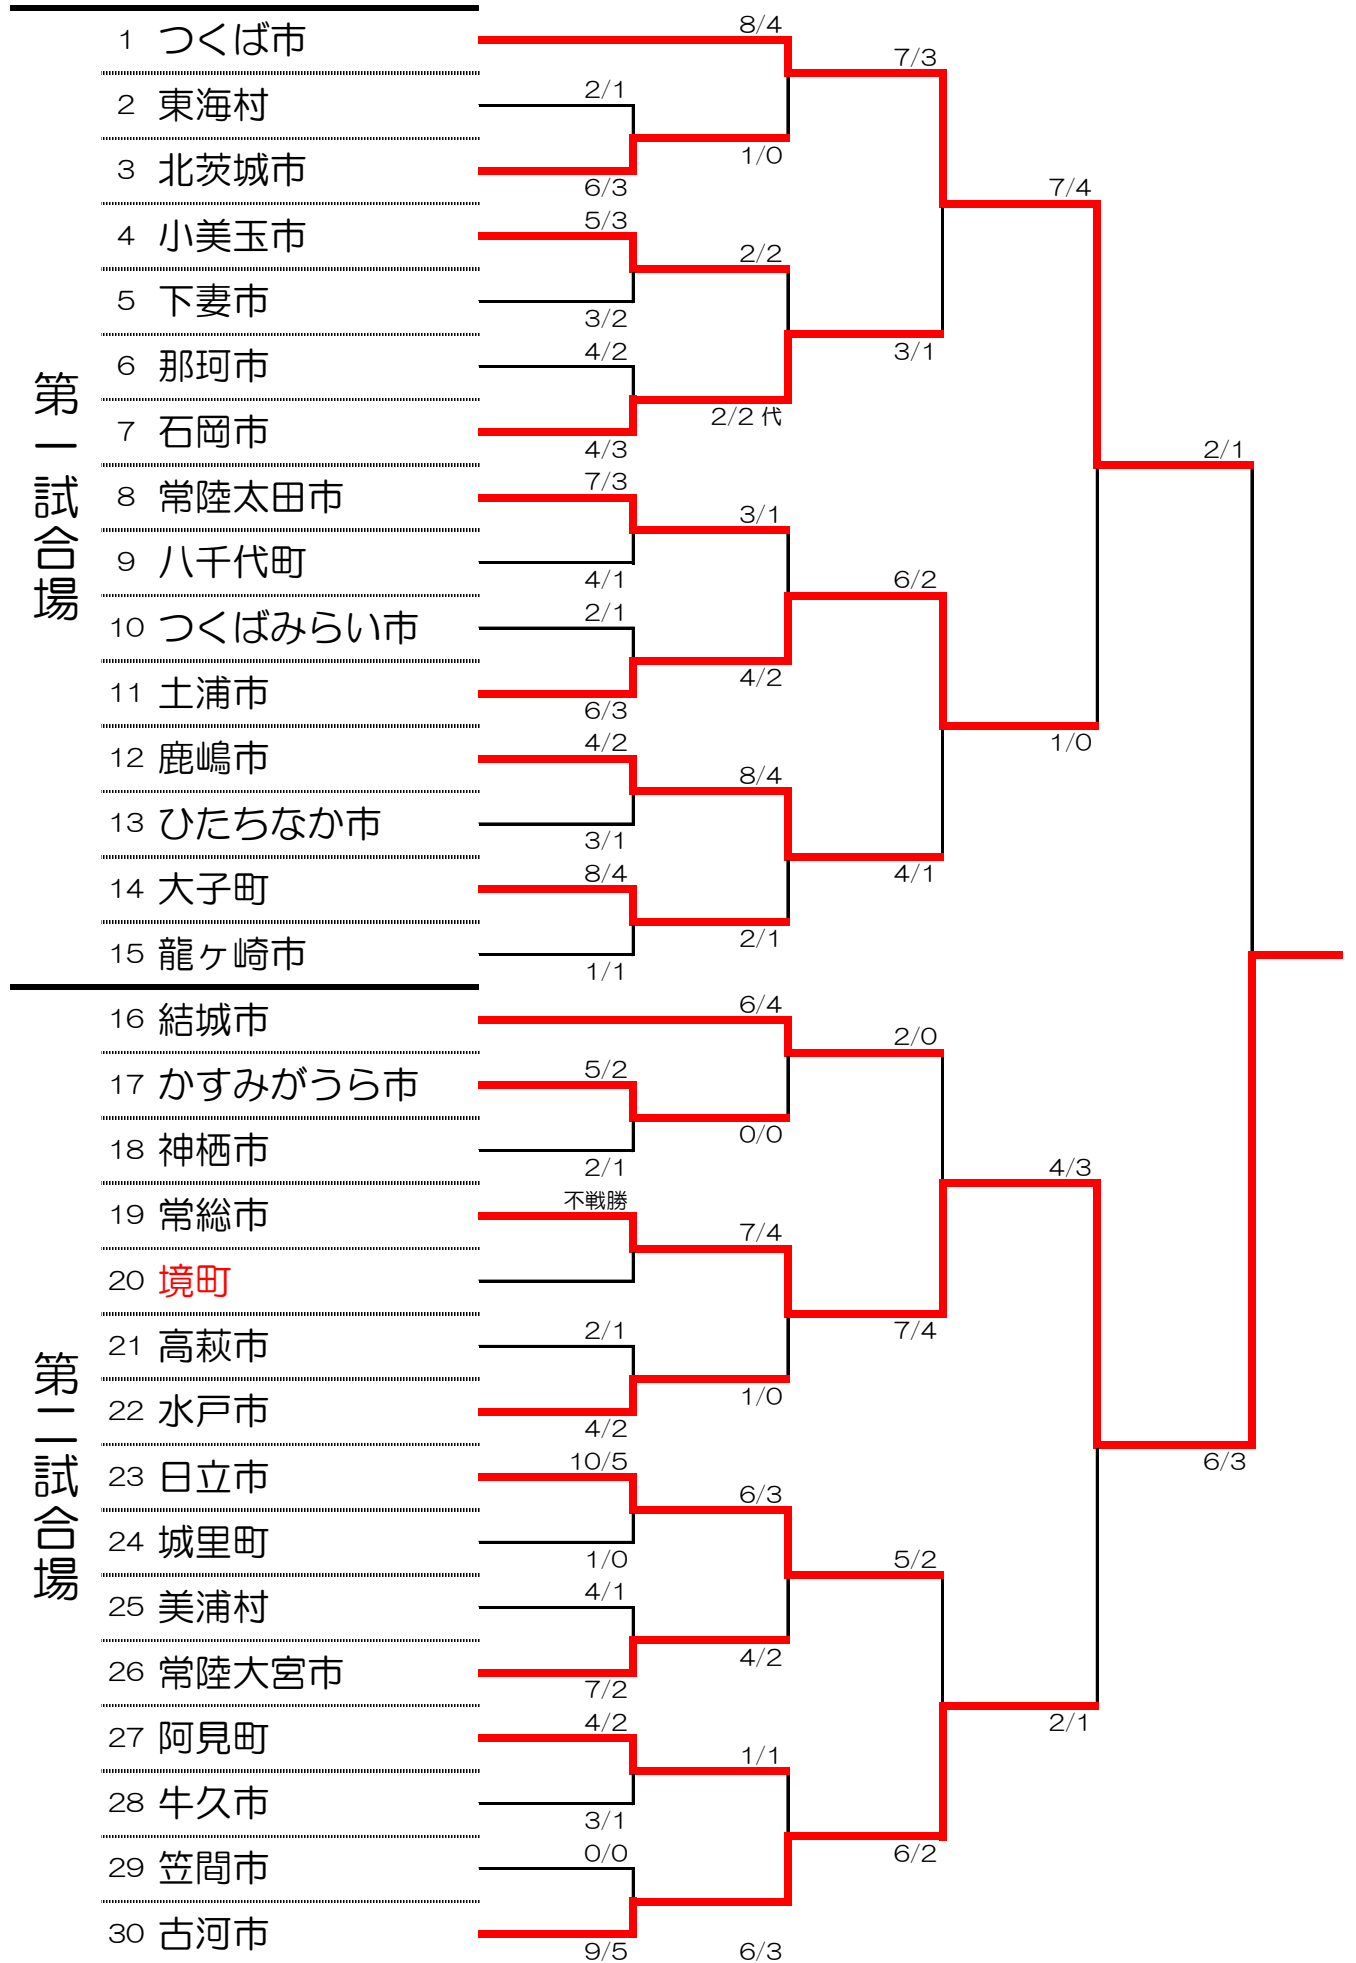 第一試合場
1 つくば市
2 東海村
3 北茨城市
4 小美玉市
5 下妻市
6 那珂市
7 石岡市
8 常陸太田市
9 八千代町
10 つくばみらい市
11 土浦市
12 鹿嶋市
13 ひたちなか市
14 大子町
15 龍ヶ崎市
第二試合場
16 結城市
17 かすみがうら市
18 神栖市
19 常総市
20 境町
21 高萩市
22 水戸市
23 日立市
24 城里町
25 美浦村
26 常陸大宮市
27 阿見町
28 牛久市
29 笠間市
30 古河市
2/1
6/3
5/3
3/2
4/2
4/3
7/3
4/1
2/1
6/3
4/2
3/1
8/4
1/1
5/2
2/1
不戦勝
2/1
4/2
10/5
1/0
4/1
7/2
4/2
3/1
0/0
9/5
8/4
1/0
2/2
2/2 代
3/1
4/2
8/4
2/1
6/4
0/0
7/4
1/0
6/3
4/2
1/1
6/3
7/3
3/1
6/2
4/1
2/0
7/4
5/2
6/2
7/4
1/0
4/3
2/1
2/1
6/3